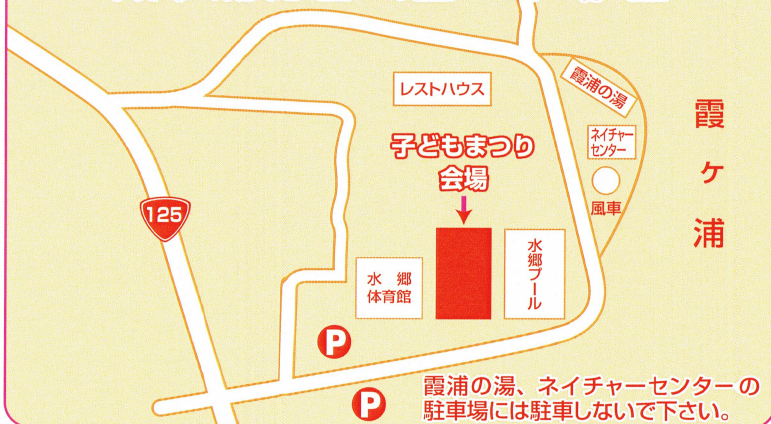 レストハウス
霞浦の湯
ネイチャー
センター
風車
霞ヶ浦
子どもまつり
会場
125
水郷プール
水 郷
体育館
P
P
霞浦の湯、ネイチャーセンターの
駐車場には駐車しないで下さい。